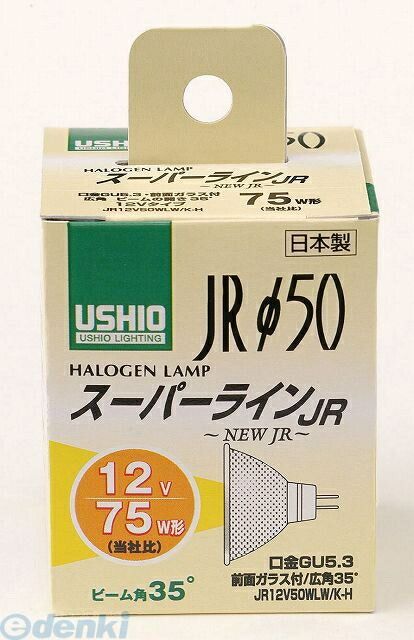 USHIO
USHIO LIGHTING
JRφ50
HALOGEN LAMP
スーパーラインJR
～NEW JR～
口金GU5.3・前面ガラス付
広角 ビームの開き35°
12Vタイプ
JR12V50WLW/K-H
75W形
(当社比)
日本製
USHIO
USHIO LIGHTING
JRφ50
HALOGEN LAMP
スーパーラインJR
～NEW JR～
12V
75W形
(当社比)
ビーム角35°
口金GU5.3
前面ガラス付/広角35°
JR12V50WLW/K-H
edenki